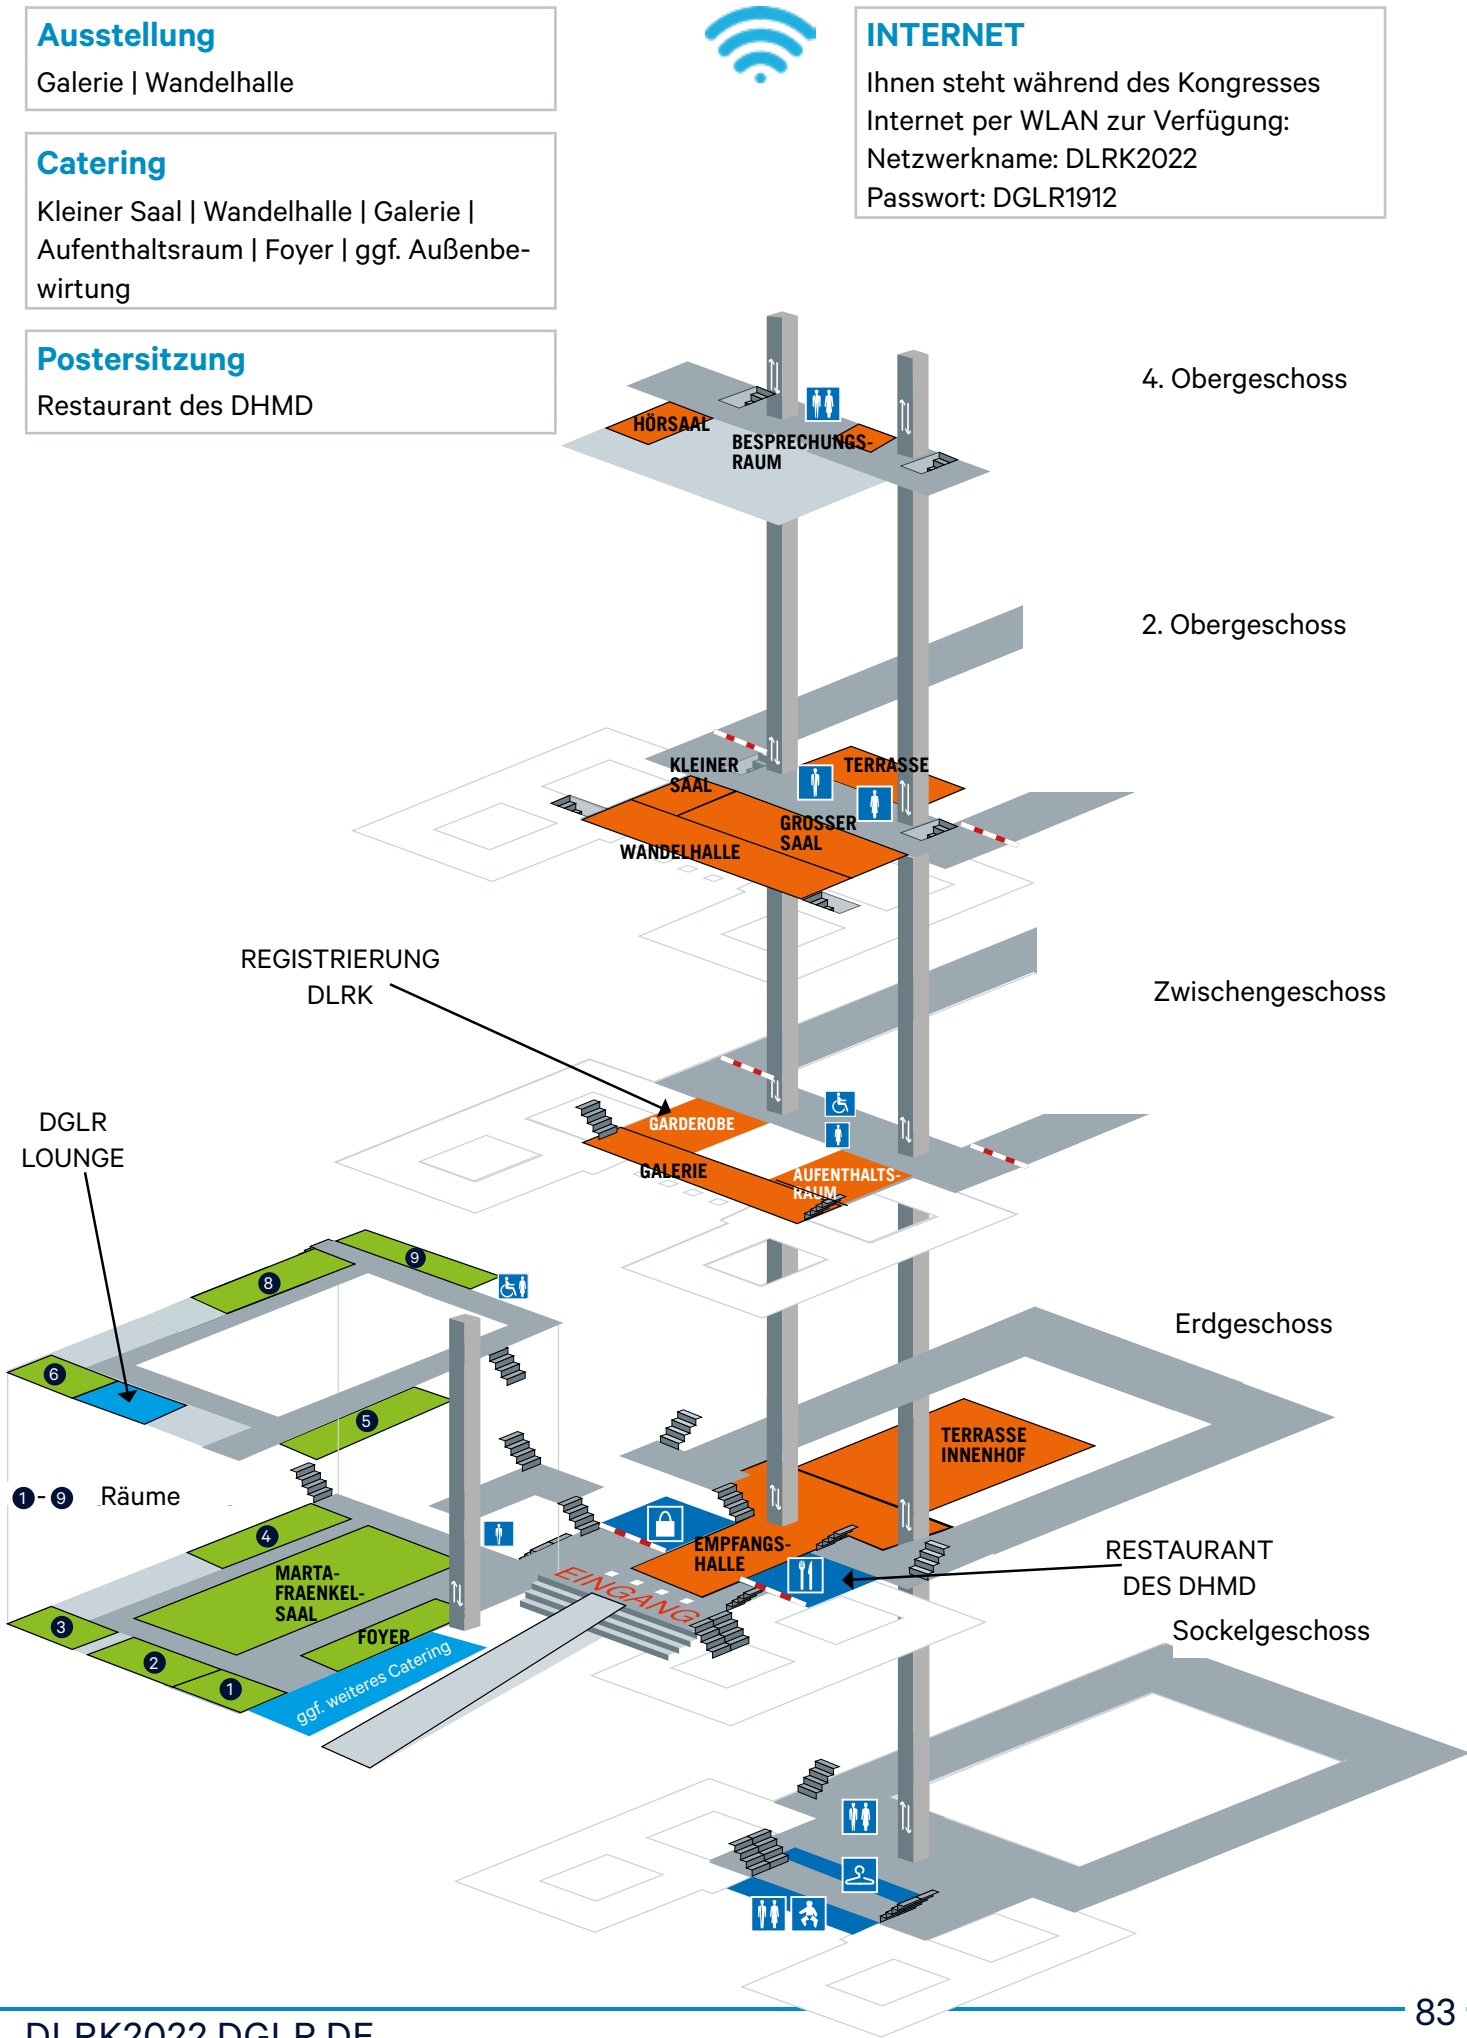 Ausstellung
Galerie | Wandelhalle
Catering
Kleiner Saal | Wandelhalle | Galerie |
Aufenthaltsraum | Foyer | ggf. Außenbe-
wirtung
Postersitzung
Restaurant des DHMD
INTERNET
Ihnen steht während des Kongresses
Internet per WLAN zur Verfügung:
Netzwerkname: DLRK2022
Passwort: DGLR1912
4. Obergeschoss
HÖRSAAL
BESPRECHUNGS-
RAUM
2. Obergeschoss
KLEINER
SAAL
TERRASSE
GROSSER
SAAL
WANDELHALLE
REGISTRIERUNG
DLRK
Zwischengeschoss
GARDEROBE
GALERIE
AUFENTHALTS-
RAUM
DGLR
LOUNGE
9
8
6
5
Erdgeschoss
TERRASSE
INNENHOF
1 - 9 Räume
4
MARTA-
FRAENKEL-
SAAL
3
2
1
FOYER
ggf. weiteres Catering
EINGANG
EMPFANGS-
HALLE
RESTAURANT
DES DHMD
Sockelgeschoss
83
DLRK2022.DGLR.DE